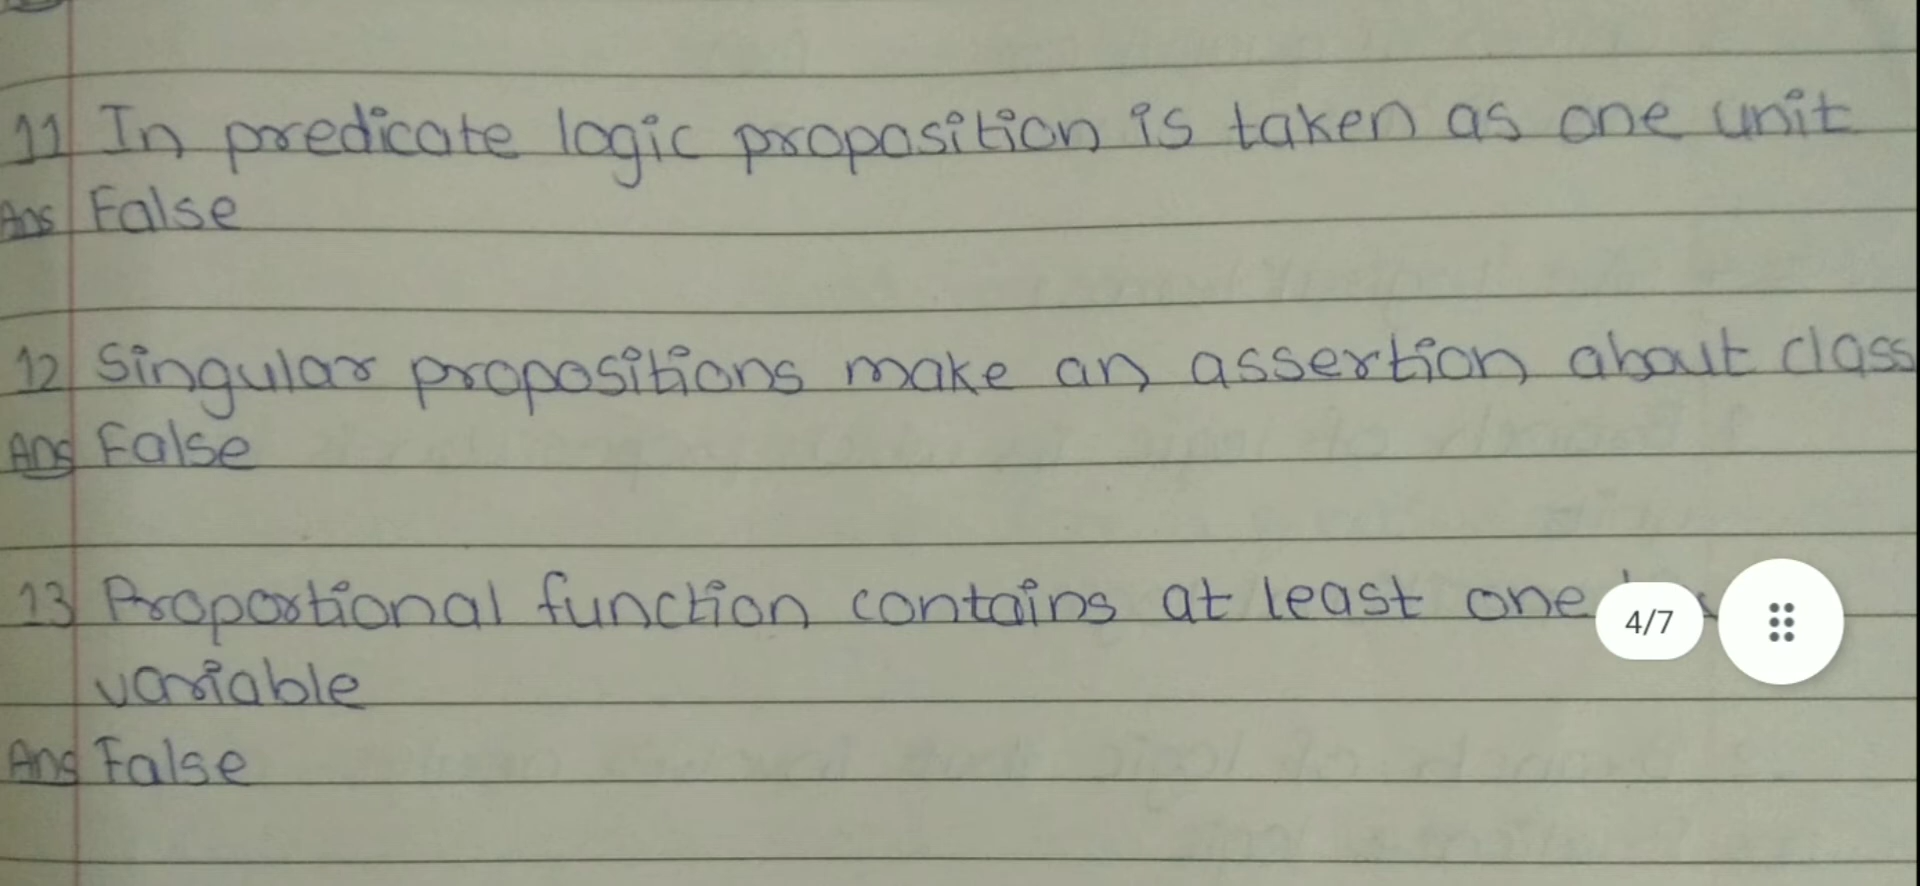 11 In predicate logic proposition is taken as one unit
Ans False
12 Singular propositions make an assertion about class
Ans False
13 Proportional function contains at least one
4/7
variable
Ans False